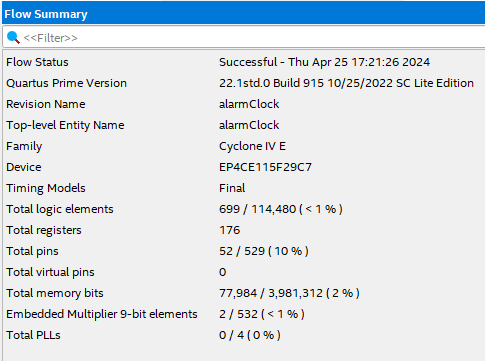 Flow Summary
<<Filter>>
Flow Status Successful - Thu Apr 25 17:21:26 2024
Quartus Prime Version 22.1std.0 Build 915 10/25/2022 SC Lite Edition
Revision Name alarmClock
Top-level Entity Name alarmClock
Family Cyclone IV E
Device EP4CE115F29C7
Timing Models Final
Total logic elements 699 / 114,480 ( < 1 % )
Total registers 176
Total pins 52 / 529 ( 10 % )
Total virtual pins 0
Total memory bits 77,984 / 3,981,312 ( 2 % )
Embedded Multiplier 9-bit elements 2 / 532 ( < 1 % )
Total PLLs 0 / 4 ( 0 % )